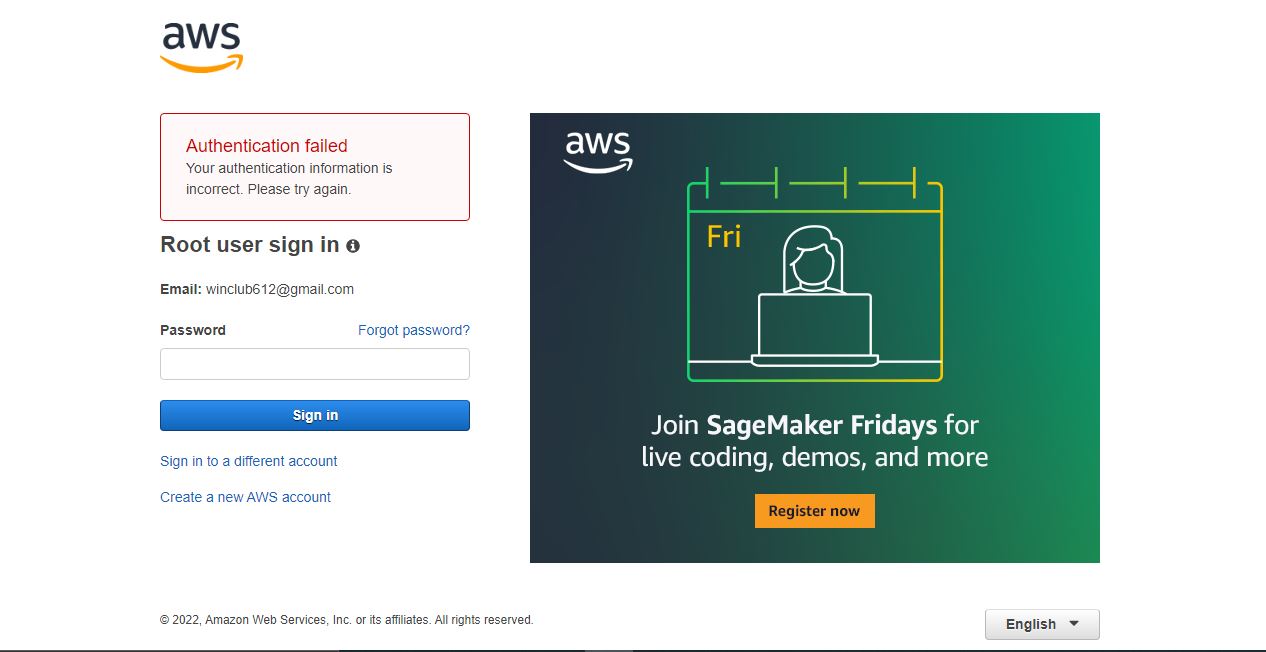 aws
Authentication failed
Your authentication information is
incorrect. Please try again.
Root user sign in
Email: winclub612@gmail.com
Password
Forgot password?
Sign in
Sign in to a different account
Create a new AWS account
aws
Fri
Join SageMaker Fridays for
live coding, demos, and more
Register now
© 2022, Amazon Web Services, Inc. or its affiliates. All rights reserved.
English